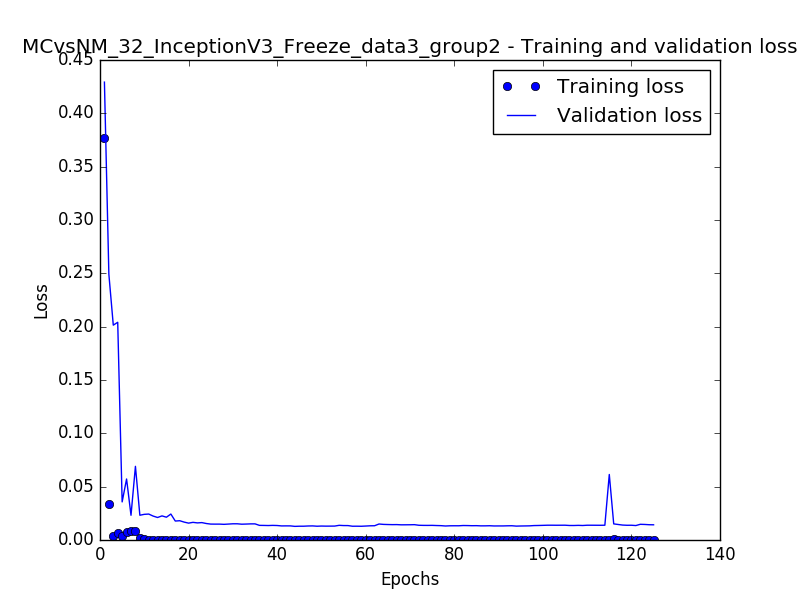 MCvsNM_32_InceptionV3_Freeze_data3_group2 - Training and validation loss
Training loss
Validation loss
0.45
0.40
0.35
0.30
0.25
0.20
0.15
0.10
0.05
0.00
Loss
0 20 40 60 80 100 120 140
Epochs